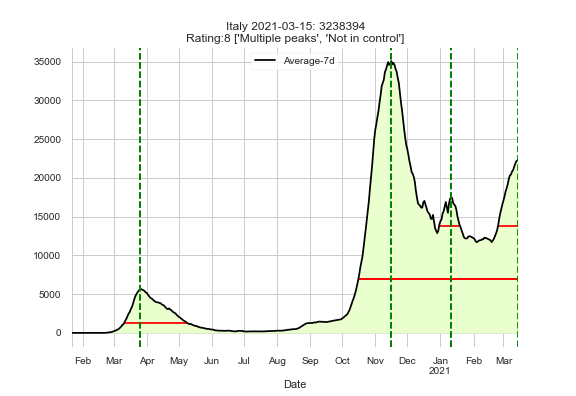 Italy 2021-03-15: 3238394
Rating:8 ['Multiple peaks', 'Not in control']
Average-7d
35000
30000
25000
20000
15000
10000
5000
0
Feb Mar Apr May Jun Jul Aug Sep Oct Nov Dec Jan Feb Mar
2021
Date